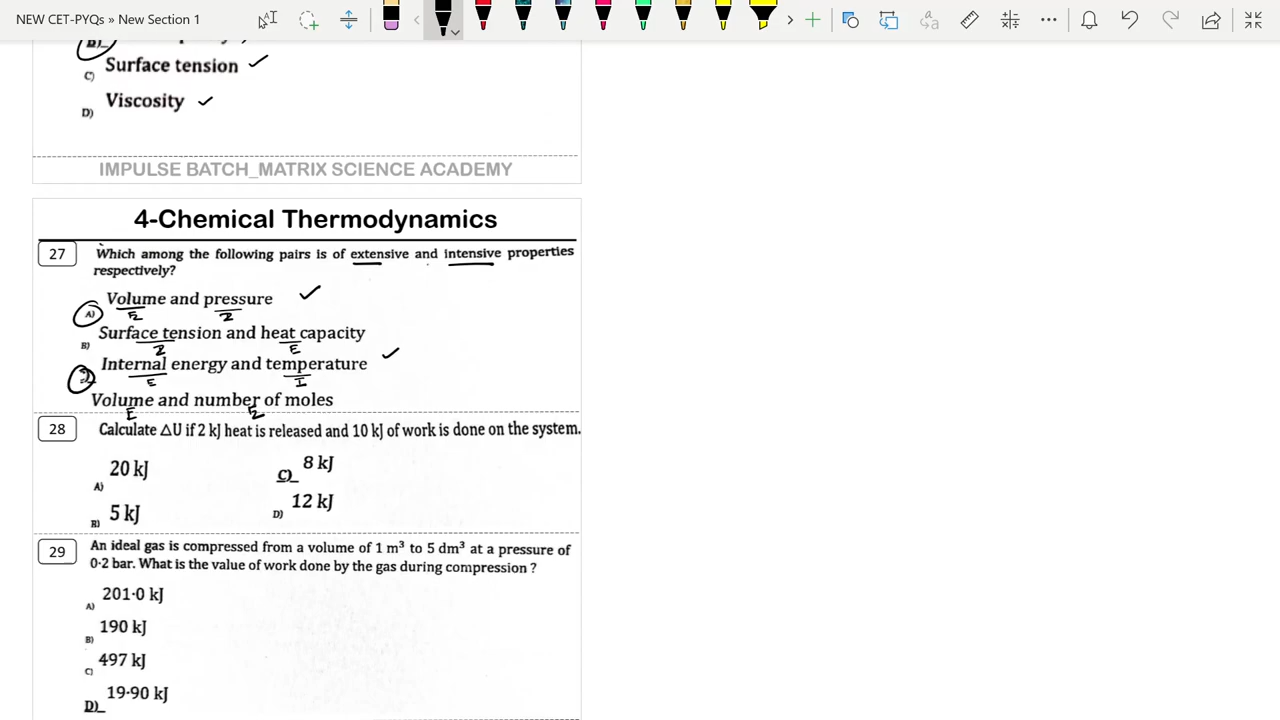 NEW CET-PYQs » New Section 1
C) Surface tension
D) Viscosity
IMPULSE BATCH_MATRIX SCIENCE ACADEMY
4-Chemical Thermodynamics
27 Which among the following pairs is of extensive and intensive properties
respectively?
A) Volume and pressure
B) Surface tension and heat capacity
Internal energy and temperature
E I
Volume and number of moles
28 Calculate △U if 2 kJ heat is released and 10 kJ of work is done on the system.
A) 20 kJ C) 8 kJ
B) 5 kJ D) 12 kJ
29 An ideal gas is compressed from a volume of 1 m³ to 5 dm³ at a pressure of
0·2 bar. What is the value of work done by the gas during compression ?
A) 201·0 kJ
B) 190 kJ
C) 497 kJ
D) 19·90 kJ